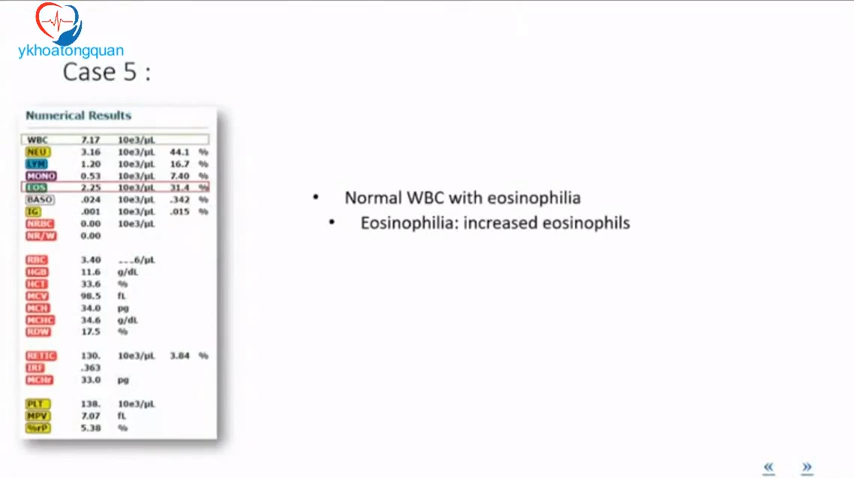 ykhoatongquan
Case 5 :
Numerical Results
WBC 7.17 10e3/µL
NEU 3.16 10e3/µL 44.1 %
LYM 1.20 10e3/µL 16.7 %
MONO 0.53 10e3/µL 7.40 %
EOS 2.25 10e3/µL 31.4 %
BASO .024 10e3/µL .342 %
IG .001 10e3/µL .015 %
NRBC 0.00 10e3/µL
NR/W 0.00
RBC 3.40 6/µL
HGB 11.6 g/dL
HCT 33.6 %
MCV 98.5 fL
MCH 34.0 pg
MCHC 34.6 g/dL
RDW 17.5 %
RETIC 130. 10e3/µL 3.84 %
IRF .363
MCHr 33.0 pg
PLT 138. 10e3/µL
MPV 7.07 fL
%rP 5.38 %
• Normal WBC with eosinophilia
• Eosinophilia: increased eosinophils
« »